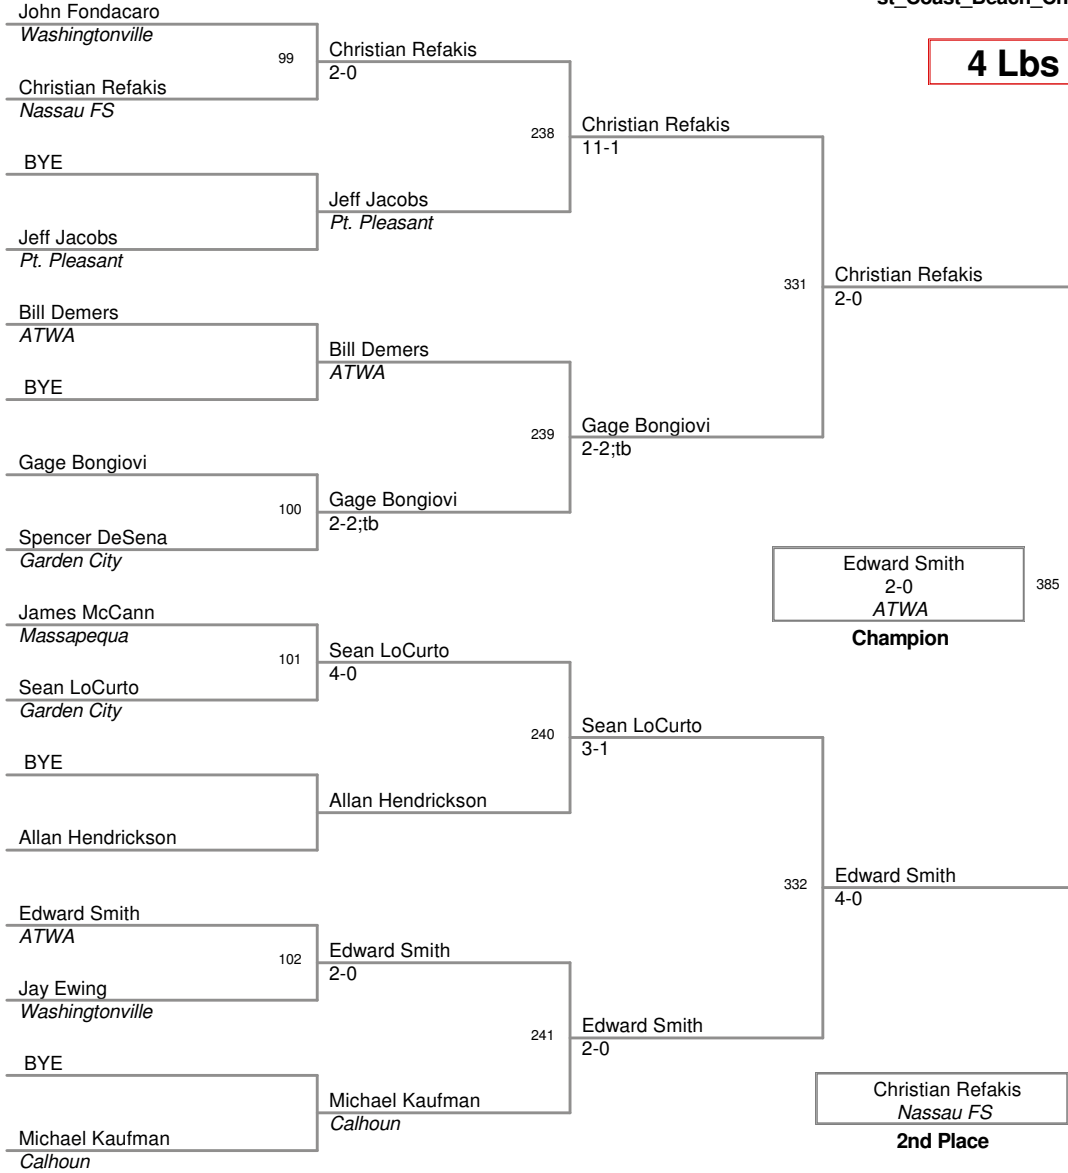 st_Coast_Beach_Ch
4 Lbs
John Fondacaro
Washingtonville
99
Christian Refakis
2-0
Christian Refakis
Nassau FS
238
Christian Refakis
11-1
BYE
Jeff Jacobs
Pt. Pleasant
Jeff Jacobs
Pt. Pleasant
331
Christian Refakis
2-0
Bill Demers
ATWA
Bill Demers
ATWA
BYE
239
Gage Bongiovi
2-2;tb
Gage Bongiovi
100
Gage Bongiovi
2-2;tb
Spencer DeSena
Garden City
Edward Smith
2-0
ATWA
385
Champion
James McCann
Massapequa
101
Sean LoCurto
4-0
Sean LoCurto
Garden City
240
Sean LoCurto
3-1
BYE
Allan Hendrickson
Allan Hendrickson
332
Edward Smith
4-0
Edward Smith
ATWA
102
Edward Smith
2-0
Jay Ewing
Washingtonville
241
Edward Smith
2-0
BYE
Michael Kaufman
Calhoun
Michael Kaufman
Calhoun
Christian Refakis
Nassau FS
2nd Place